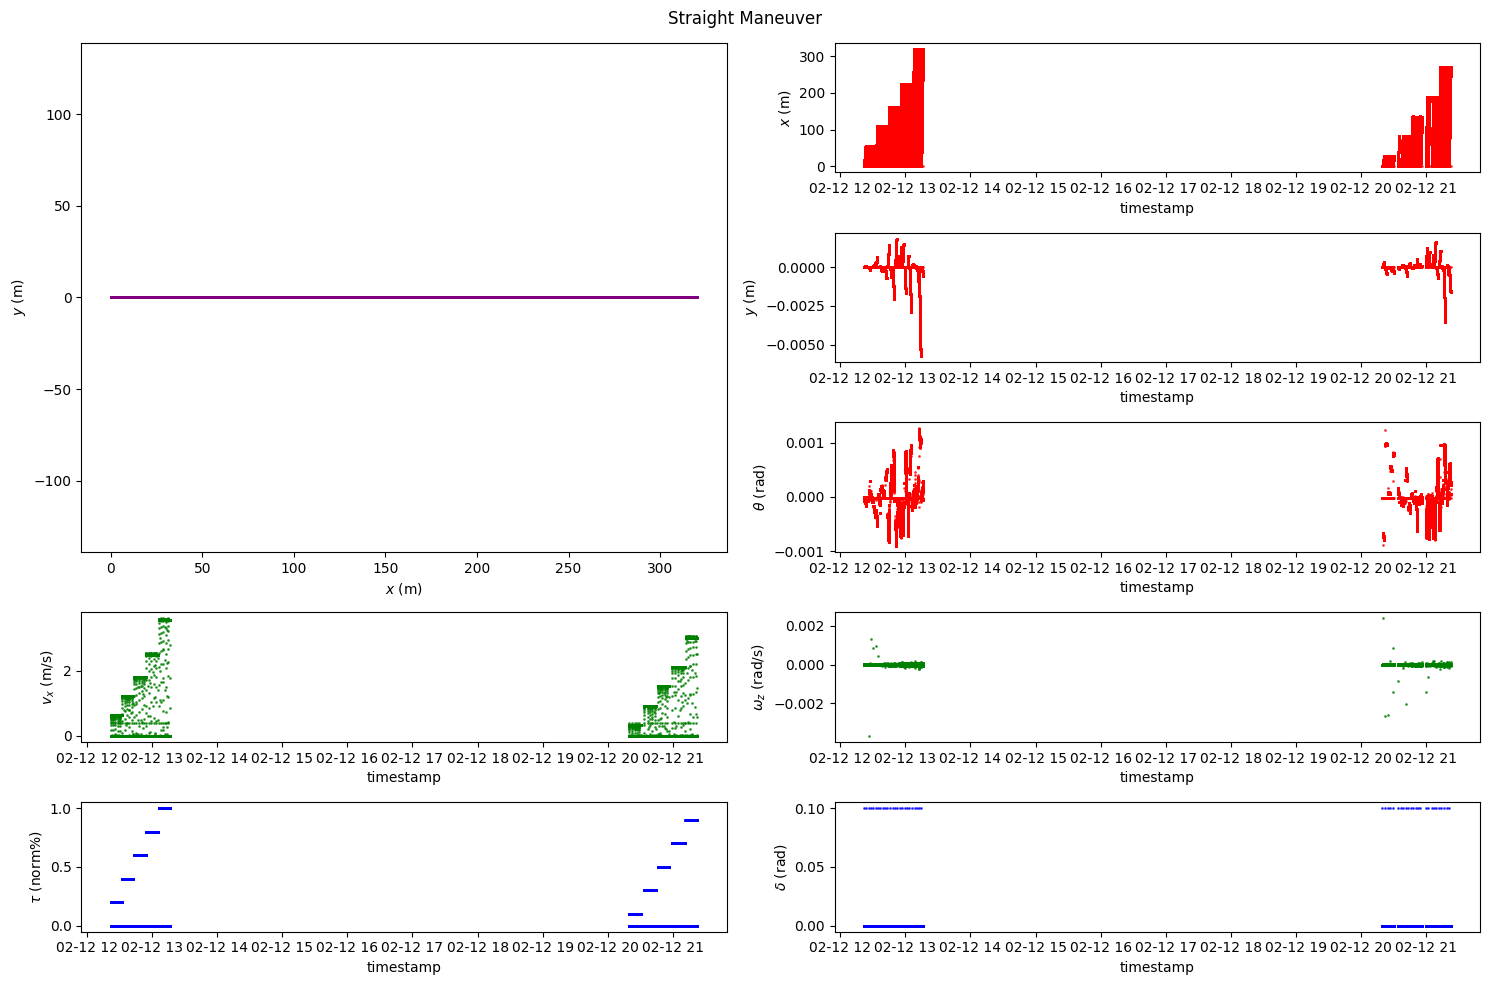 Straight Maneuver
100
50
0
−50
−100
y (m)
0 50 100 150 200 250 300
x (m)
300
200
100
0
x (m)
02-12 12 02-12 13 02-12 14 02-12 15 02-12 16 02-12 17 02-12 18 02-12 19 02-12 20 02-12 21
timestamp
0.0000
−0.0025
−0.0050
y (m)
02-12 12 02-12 13 02-12 14 02-12 15 02-12 16 02-12 17 02-12 18 02-12 19 02-12 20 02-12 21
timestamp
0.001
0.000
−0.001
θ (rad)
02-12 12 02-12 13 02-12 14 02-12 15 02-12 16 02-12 17 02-12 18 02-12 19 02-12 20 02-12 21
timestamp
2
0
vₓ (m/s)
02-12 12 02-12 13 02-12 14 02-12 15 02-12 16 02-12 17 02-12 18 02-12 19 02-12 20 02-12 21
timestamp
0.002
0.000
−0.002
ω_z (rad/s)
02-12 12 02-12 13 02-12 14 02-12 15 02-12 16 02-12 17 02-12 18 02-12 19 02-12 20 02-12 21
timestamp
1.0
0.5
0.0
τ (norm%)
02-12 12 02-12 13 02-12 14 02-12 15 02-12 16 02-12 17 02-12 18 02-12 19 02-12 20 02-12 21
timestamp
0.10
0.05
0.00
δ (rad)
02-12 12 02-12 13 02-12 14 02-12 15 02-12 16 02-12 17 02-12 18 02-12 19 02-12 20 02-12 21
timestamp